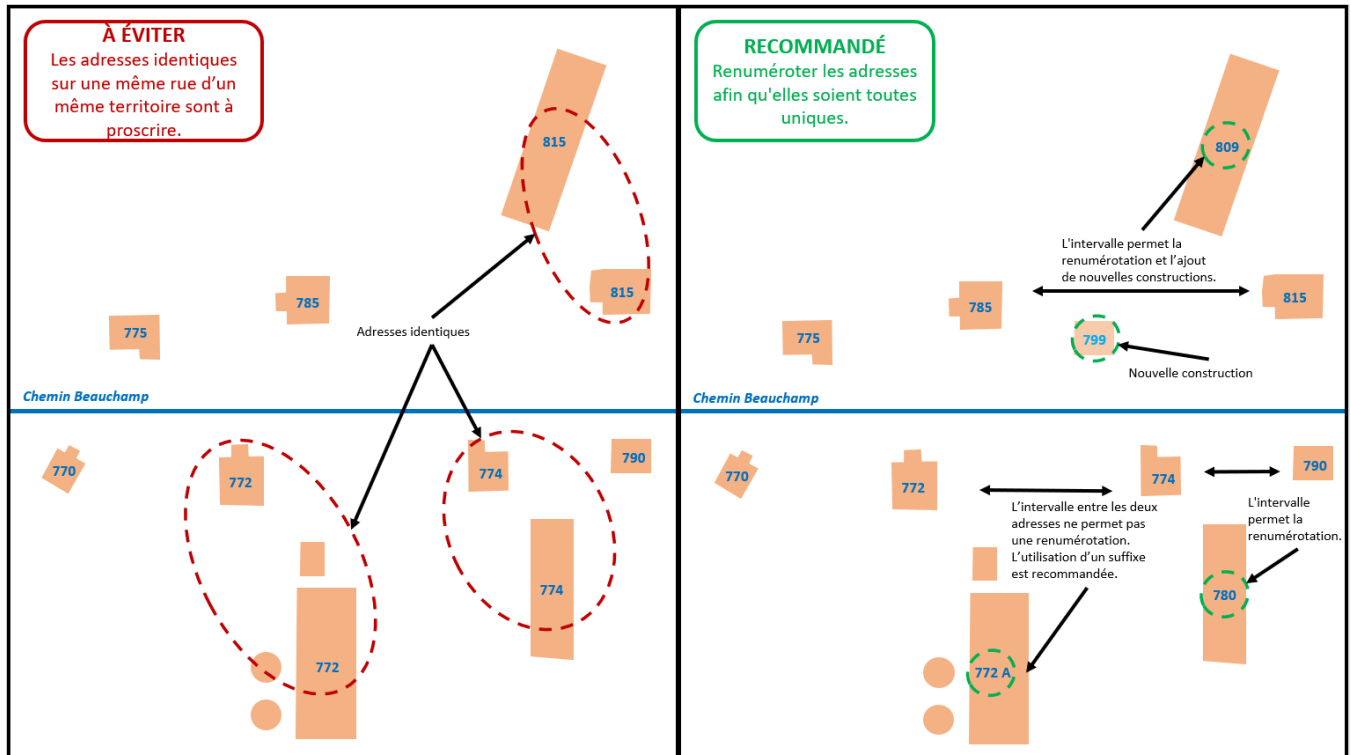 À ÉVITER
Les adresses identiques
sur une même rue d'un
même territoire sont à
proscrire.
815
815
785
775
Adresses identiques
Chemin Beauchamp
770
772
774
790
774
772
RECOMMANDÉ
Renuméroter les adresses
afin qu'elles soient toutes
uniques.
809
L'intervalle permet la
renumérotation et l'ajout
de nouvelles constructions.
785
815
775
799
Nouvelle construction
Chemin Beauchamp
770
772
774
790
L'intervalle entre les deux
adresses ne permet pas
une renumérotation.
L'utilisation d'un suffixe
est recommandée.
L'intervalle
permet la
renumérotation.
780
772 A